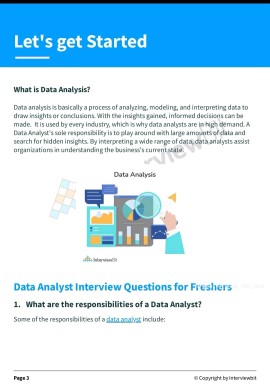 Let's get Started
What is Data Analysis?
Data analysis is basically a process of analyzing, modeling, and interpreting data to
draw insights or conclusions. With the insights gained, informed decisions can be
made. It is used by every industry, which is why data analysts are in high demand. A
Data Analyst's sole responsibility is to play around with large amounts of data and
search for hidden insights. By interpreting a wide range of data, data analysts assist
organizations in understanding the business's current state.
Data Analysis
InterviewBit
Data Analyst Interview Questions for Freshers
1. What are the responsibilities of a Data Analyst?
Some of the responsibilities of a data analyst include:
Page 3
© Copyright by Interviewbit